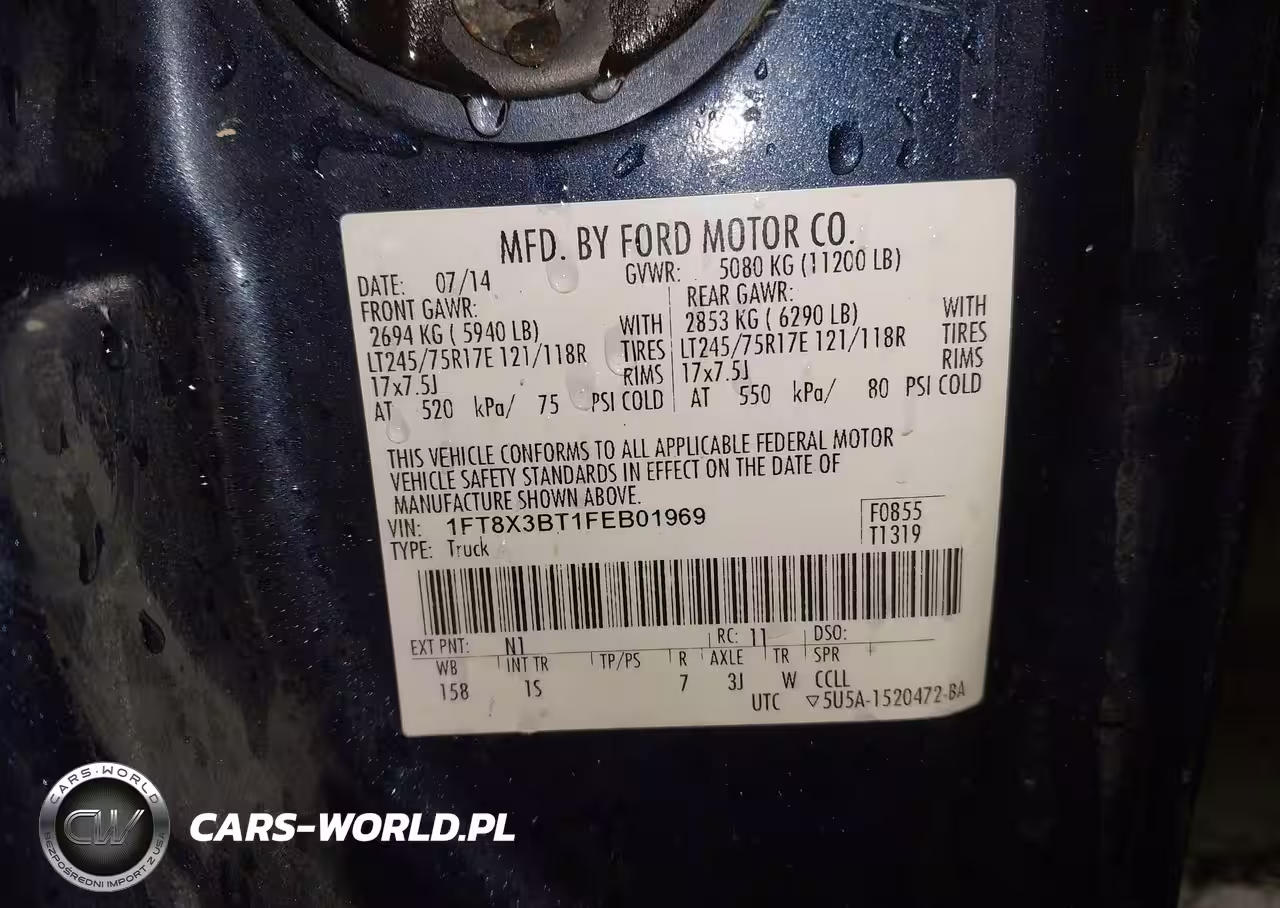 MFD. BY FORD MOTOR CO.
DATE: 07/14 GVWR: 5080 KG (11200 LB)
FRONT GAWR: REAR GAWR:
2694 KG ( 5940 LB) WITH 2853 KG ( 6290 LB) WITH
LT245/75R17E 121/118R TIRES LT245/75R17E 121/118R TIRES
17x7.5J RIMS 17x7.5J RIMS
AT 520 kPa/ 75 PSI COLD AT 550 kPa/ 80 PSI COLD
THIS VEHICLE CONFORMS TO ALL APPLICABLE FEDERAL MOTOR
VEHICLE SAFETY STANDARDS IN EFFECT ON THE DATE OF
MANUFACTURE SHOWN ABOVE.
VIN: 1FT8X3BT1FEB01969 F0855
TYPE: Truck T1319
EXT PNT: N1 RC: 11 DSO:
WB INT TR TP/PS R AXLE TR SPR
158 1S 7 3J W CCLL
UTC ▽5U5A-1520472-BA
CARS-WORLD
CW
BEZPOŚREDNI IMPORT Z USA
CARS-WORLD.PL